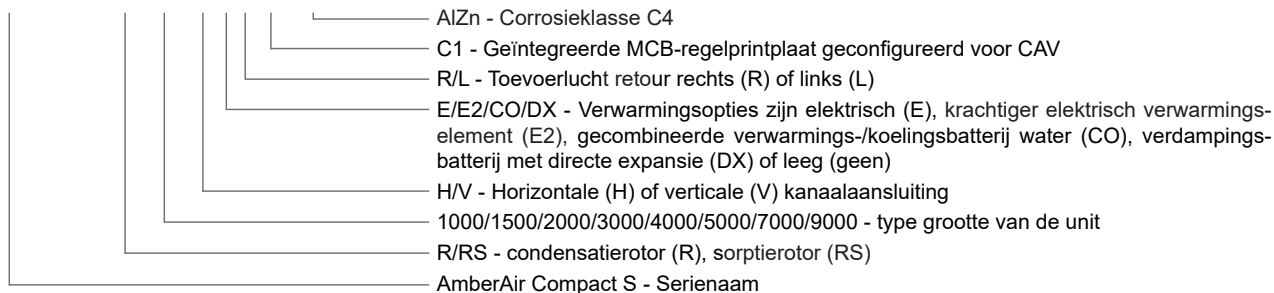 AlZn - Corrosieklasse C4
C1 - Geïntegreerde MCB-regelprintplaat geconfigureerd voor CAV
R/L - Toevoerlucht retour rechts (R) of links (L)
E/E2/CO/DX - Verwarmingsopties zijn elektrisch (E), krachtiger elektrisch verwarmings-
element (E2), gecombineerde verwarmings-/koelingsbatterij water (CO), verdampings-
batterij met directe expansie (DX) of leeg (geen)
H/V - Horizontale (H) of verticale (V) kanaalaansluiting
1000/1500/2000/3000/4000/5000/7000/9000 - type grootte van de unit
R/RS - condensatierotor (R), sorptierotor (RS)
AmberAir Compact S - Serienaam